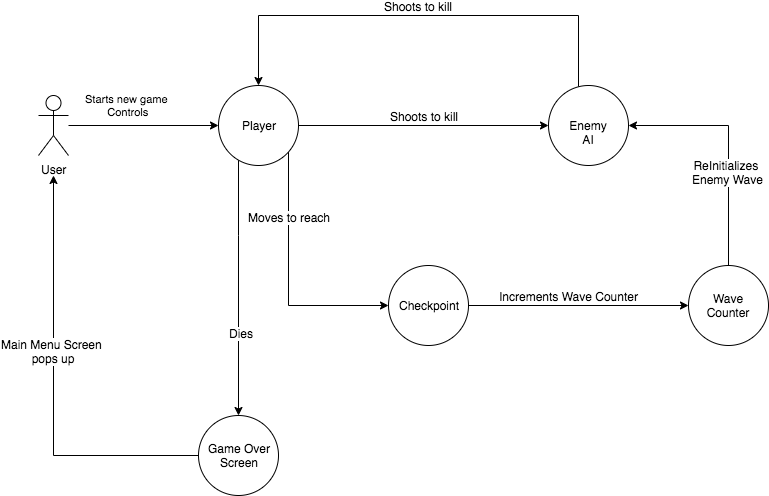 Shoots to kill
Starts new game
Controls
Player
Shoots to kill
Enemy
AI
User
ReInitializes
Enemy Wave
Moves to reach
Checkpoint
Increments Wave Counter
Wave
Counter
Dies
Main Menu Screen
pops up
Game Over
Screen